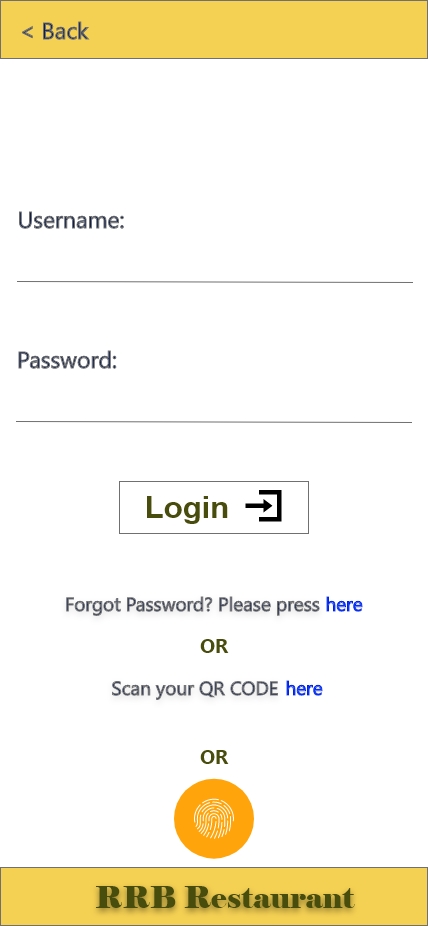 < Back
Username:
Password:
Login
Forgot Password? Please press here
OR
Scan your QR CODE here
OR
RRB Restaurant